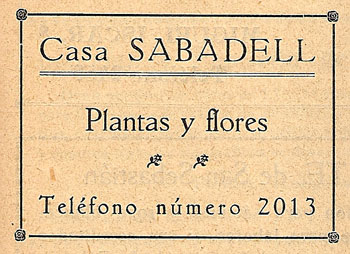 Casa SABADELL
Plantas y flores
Teléfono número 2013